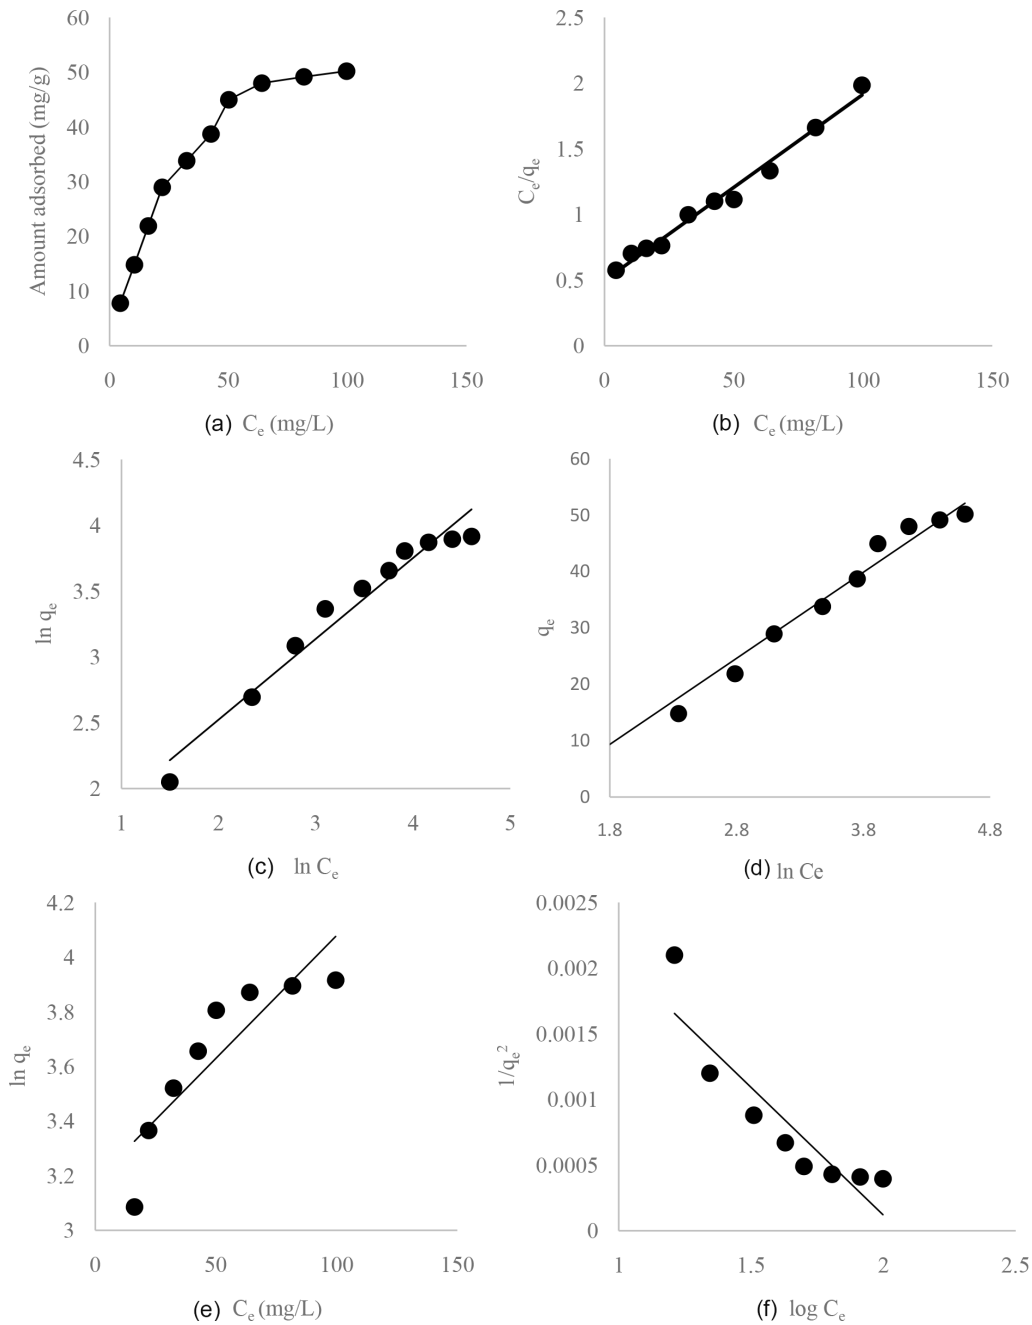 60
50
40
30
20
10
0
Amount adsorbed (mg/g)
0 50 100 150
(a) Cₑ (mg/L)
2.5
2
1.5
1
0.5
0
Cₑ/qₑ
0 50 100 150
(b) Cₑ (mg/L)
4.5
4
3.5
3
2.5
2
ln qₑ
1 2 3 4 5
(c) ln Cₑ
60
50
40
30
20
10
0
qₑ
1.8 2.8 3.8 4.8
(d) ln Ce
4.2
4
3.8
3.6
3.4
3.2
3
ln qₑ
0 50 100 150
(e) Cₑ (mg/L)
0.0025
0.002
0.0015
0.001
0.0005
0
1/qₑ²
1 1.5 2 2.5
(f) log Cₑ